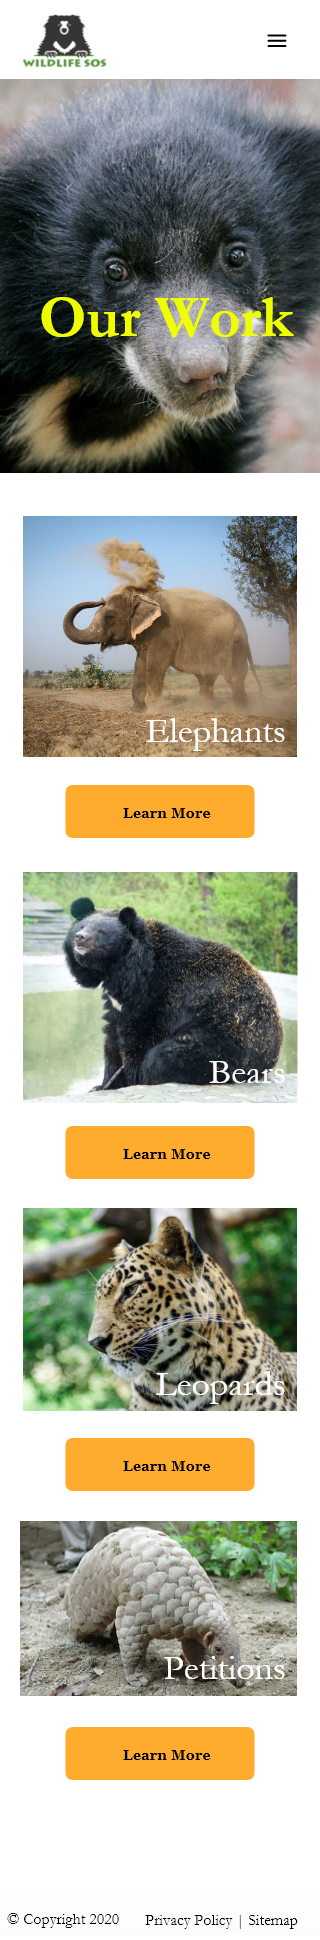 WILDLIFE SOS
Our Work
Elephants
Learn More
Bears
Learn More
Leopards
Learn More
Petitions
Learn More
© Copyright 2020 Privacy Policy | Sitemap